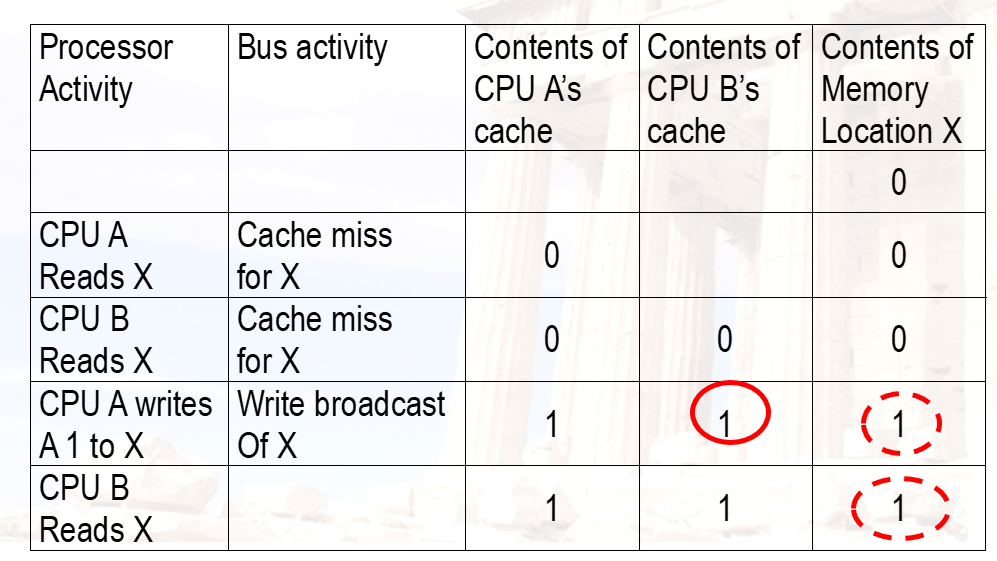 Processor Activity | Bus activity | Contents of CPU A's cache | Contents of CPU B's cache | Contents of Memory Location X
0
CPU A Reads X | Cache miss for X | 0 | | 0
CPU B Reads X | Cache miss for X | 0 | 0 | 0
CPU A writes A 1 to X | Write broadcast Of X | 1 | 1 | 1
CPU B Reads X | | 1 | 1 | 1